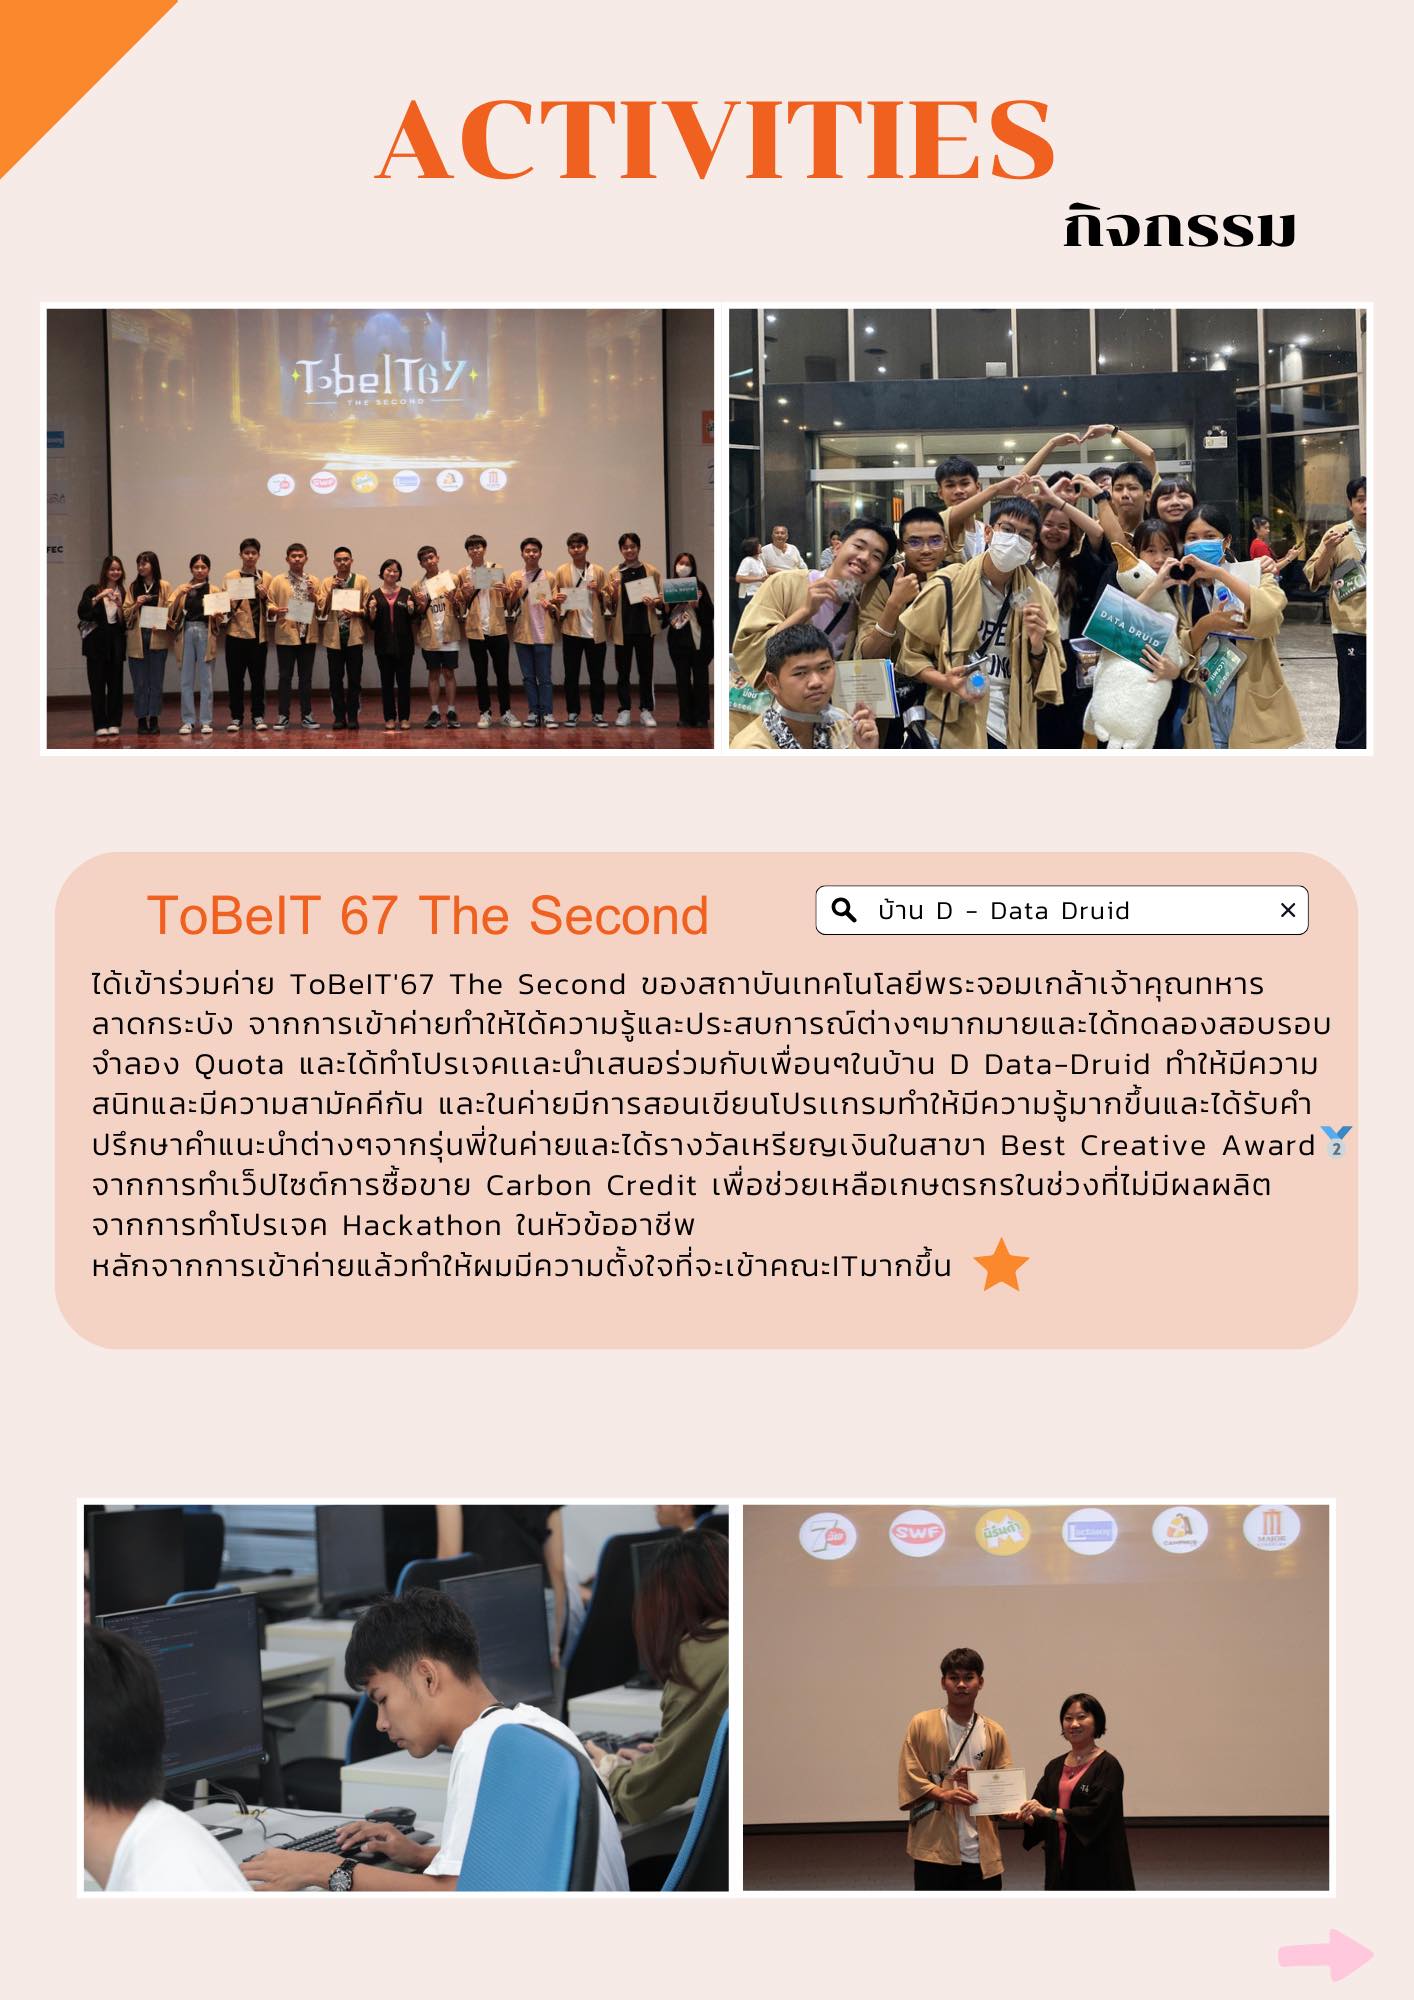 ACTIVITIES
กิจกรรม
TobeIT67
THE SECOND
SWF
MAJOR
FEC
DATA DRUID
DATA DRUID
ToBeIT 67 The Second
บ้าน D - Data Druid
ได้เข้าร่วมค่าย ToBeIT'67 The Second ของสถาบันเทคโนโลยีพระจอมเกล้าเจ้าคุณทหาร
ลาดกระบัง จากการเข้าค่ายทำให้ได้ความรู้และประสบการณ์ต่างๆมากมายและได้ทดลองสอบรอบ
จำลอง Quota และได้ทำโปรเจคและนำเสนอร่วมกับเพื่อนๆในบ้าน D Data-Druid ทำให้มีความ
สนิทและมีความสามัคคีกัน และในค่ายมีการสอนเขียนโปรแกรมทำให้มีความรู้มากขึ้นและได้รับคำ
ปรึกษาคำแนะนำต่างๆจากรุ่นพี่ในค่ายและได้รางวัลเหรียญเงินในสาขา Best Creative Award 2
จากการทำเว็ปไซต์การซื้อขาย Carbon Credit เพื่อช่วยเหลือเกษตรกรในช่วงที่ไม่มีผลผลิต
จากการทำโปรเจค Hackathon ในหัวข้ออาชีพ
หลักจากการเข้าค่ายแล้วทำให้ผมมีความตั้งใจที่จะเข้าคณะITมากขึ้น
7
SWF
MAJOR